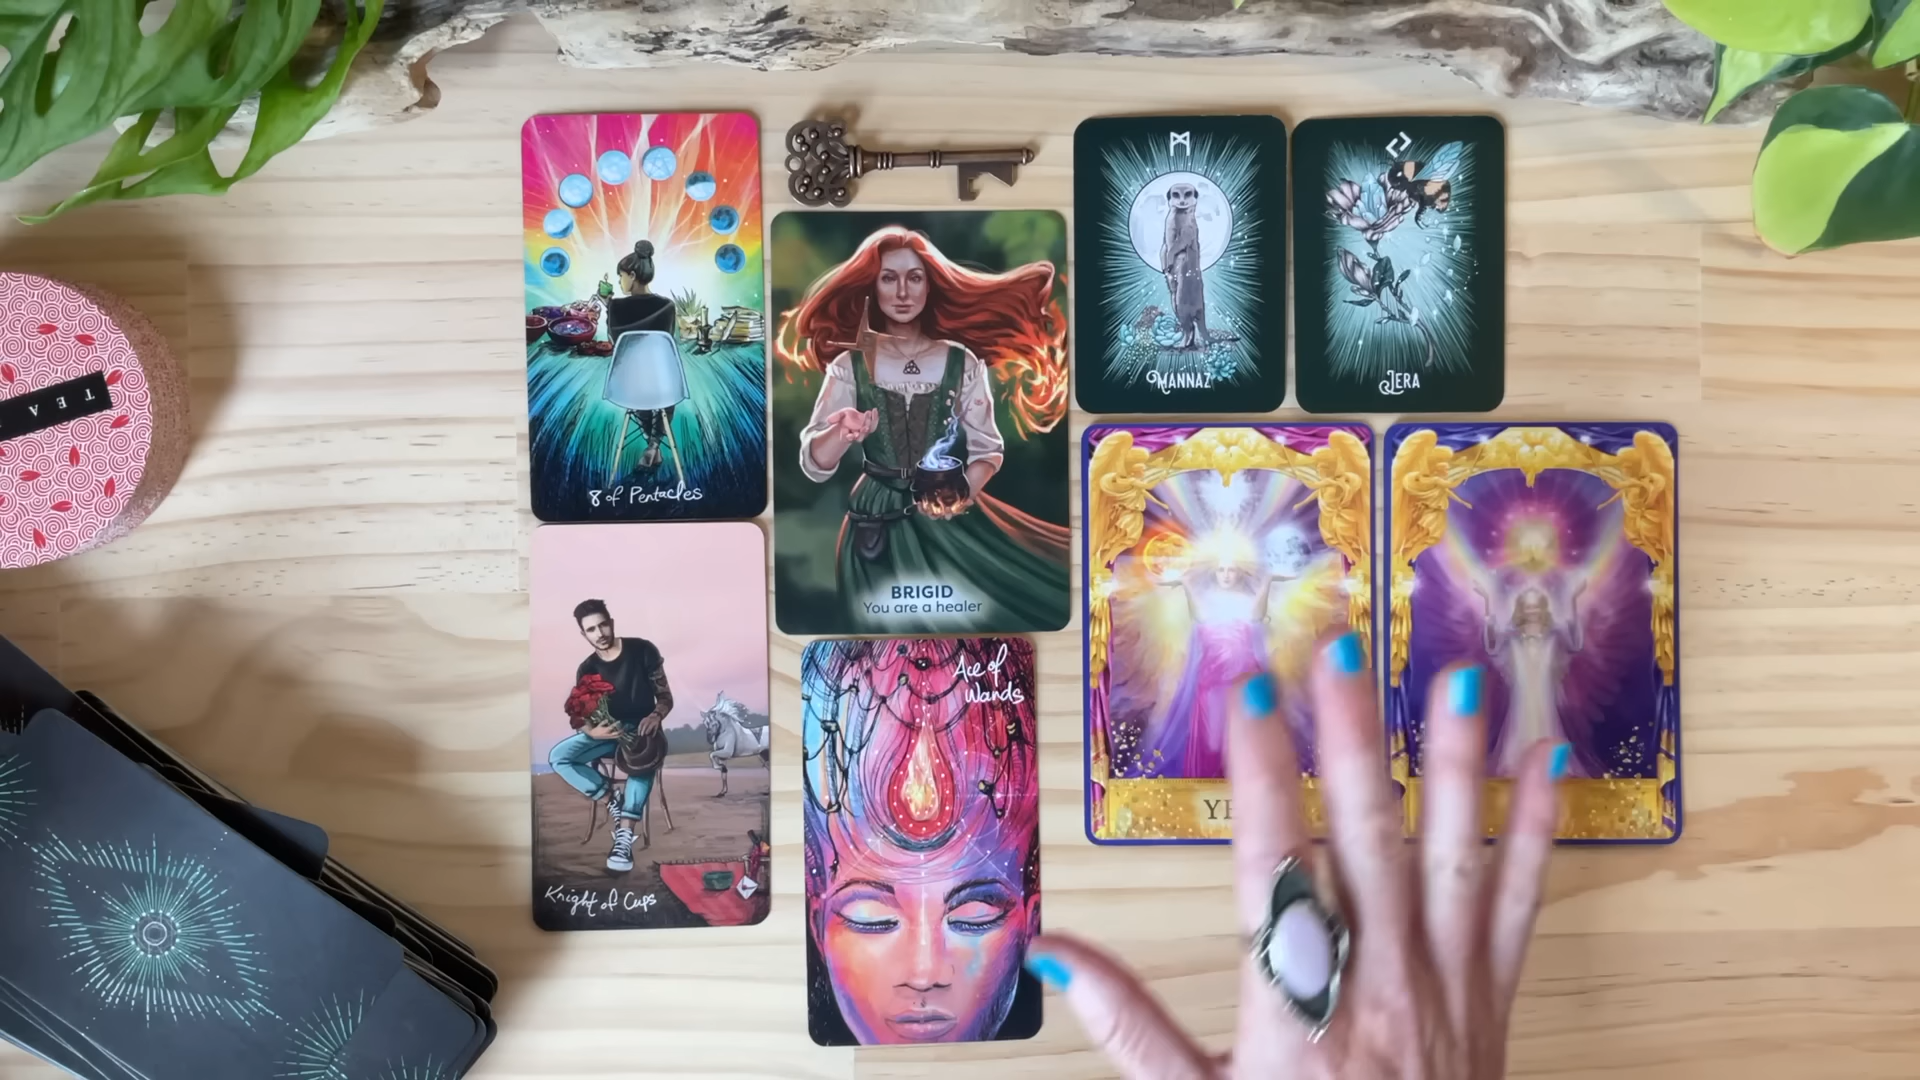 8 of Pentacles
BRIGID
You are a healer
Ace of
Wands
Knight of Cups
MANNAZ
JERA
TEA